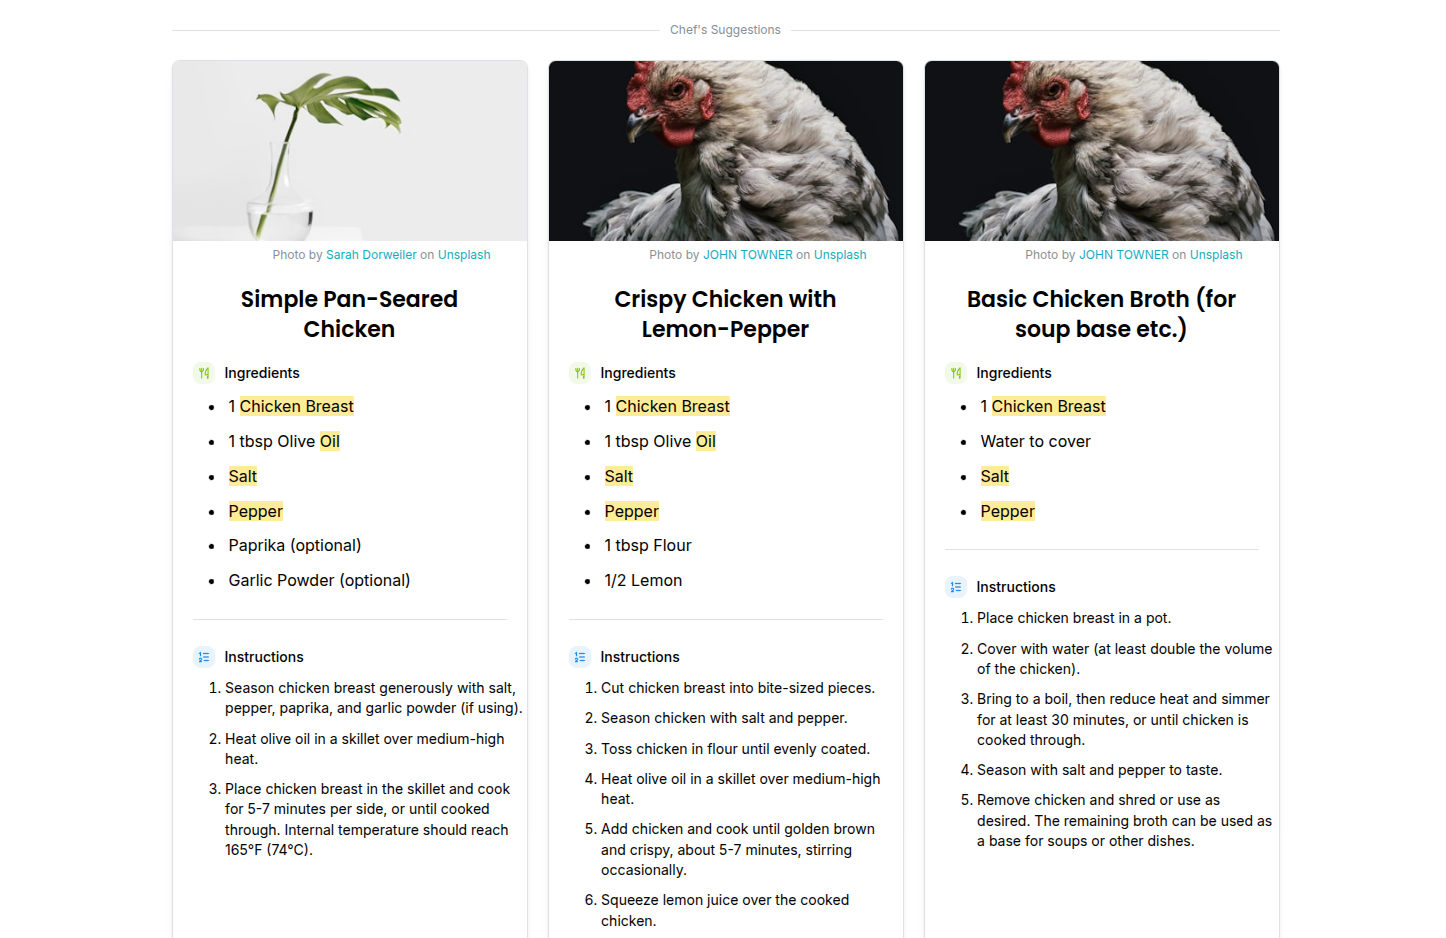 Chef's Suggestions
Photo by Sarah Dorweiler on Unsplash
Simple Pan-Seared
Chicken
Ingredients
• 1 Chicken Breast
• 1 tbsp Olive Oil
• Salt
• Pepper
• Paprika (optional)
• Garlic Powder (optional)
Instructions
1. Season chicken breast generously with salt,
pepper, paprika, and garlic powder (if using).
2. Heat olive oil in a skillet over medium-high
heat.
3. Place chicken breast in the skillet and cook
for 5-7 minutes per side, or until cooked
through. Internal temperature should reach
165°F (74°C).
Photo by JOHN TOWNER on Unsplash
Crispy Chicken with
Lemon-Pepper
Ingredients
• 1 Chicken Breast
• 1 tbsp Olive Oil
• Salt
• Pepper
• 1 tbsp Flour
• 1/2 Lemon
Instructions
1. Cut chicken breast into bite-sized pieces.
2. Season chicken with salt and pepper.
3. Toss chicken in flour until evenly coated.
4. Heat olive oil in a skillet over medium-high
heat.
5. Add chicken and cook until golden brown
and crispy, about 5-7 minutes, stirring
occasionally.
6. Squeeze lemon juice over the cooked
chicken.
Photo by JOHN TOWNER on Unsplash
Basic Chicken Broth (for
soup base etc.)
Ingredients
• 1 Chicken Breast
• Water to cover
• Salt
• Pepper
Instructions
1. Place chicken breast in a pot.
2. Cover with water (at least double the volume
of the chicken).
3. Bring to a boil, then reduce heat and simmer
for at least 30 minutes, or until chicken is
cooked through.
4. Season with salt and pepper to taste.
5. Remove chicken and shred or use as
desired. The remaining broth can be used as
a base for soups or other dishes.